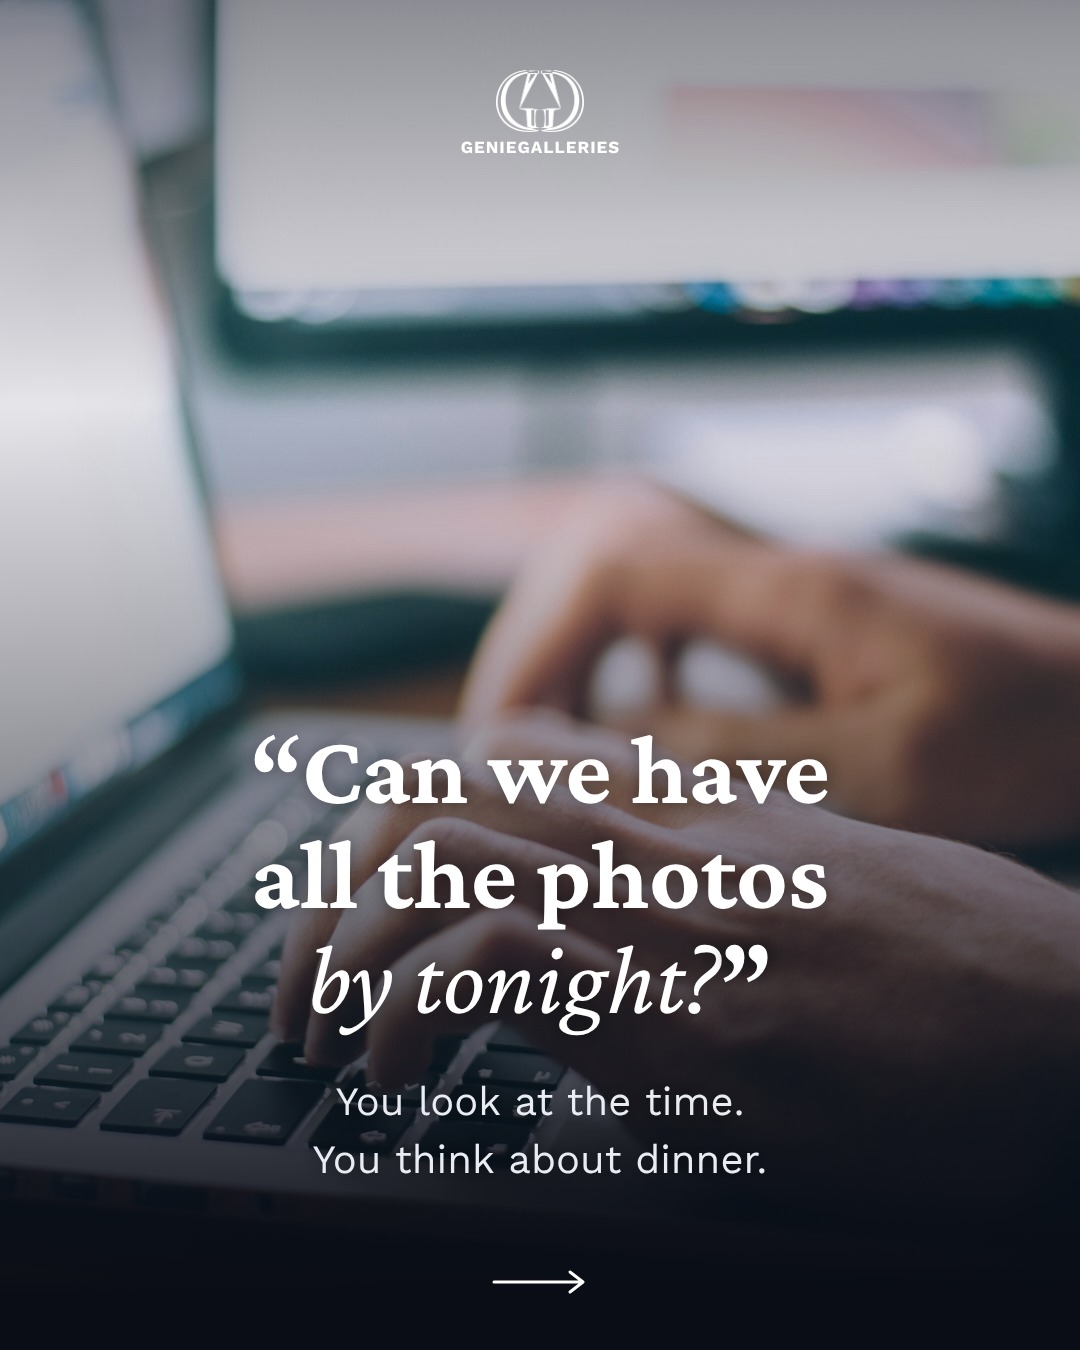 GENIEGALLERIES
“Can we have
all the photos
by tonight?”
You look at the time.
You think about dinner.